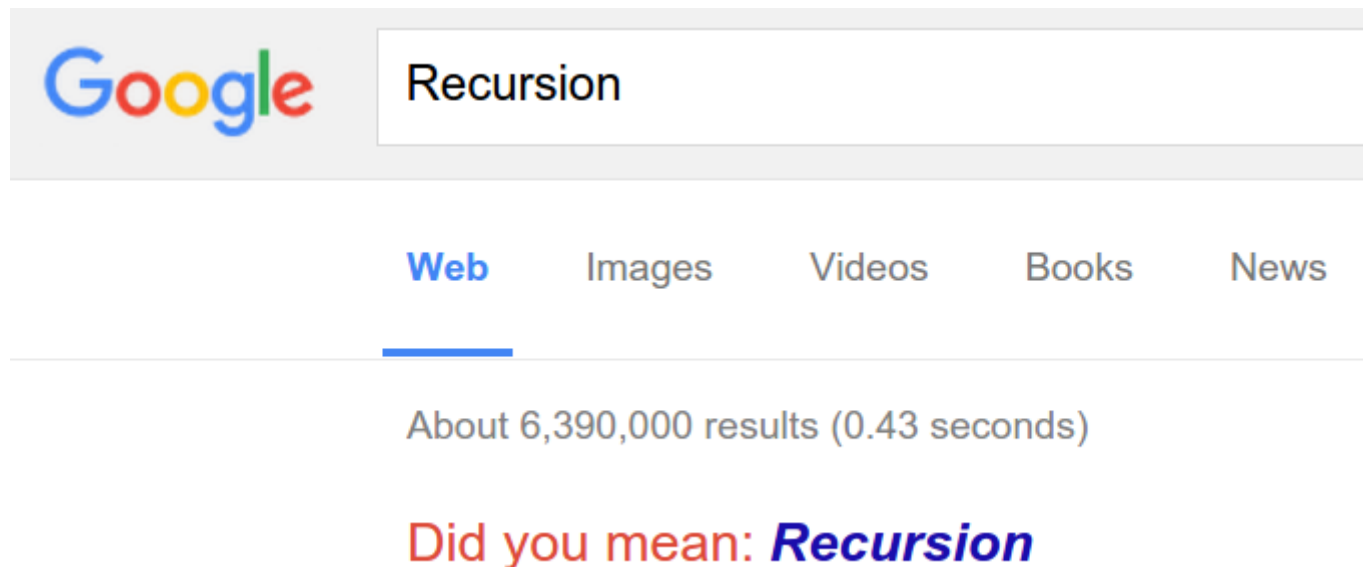 Google Recursion
Web Images Videos Books News
About 6,390,000 results (0.43 seconds)
Did you mean: Recursion